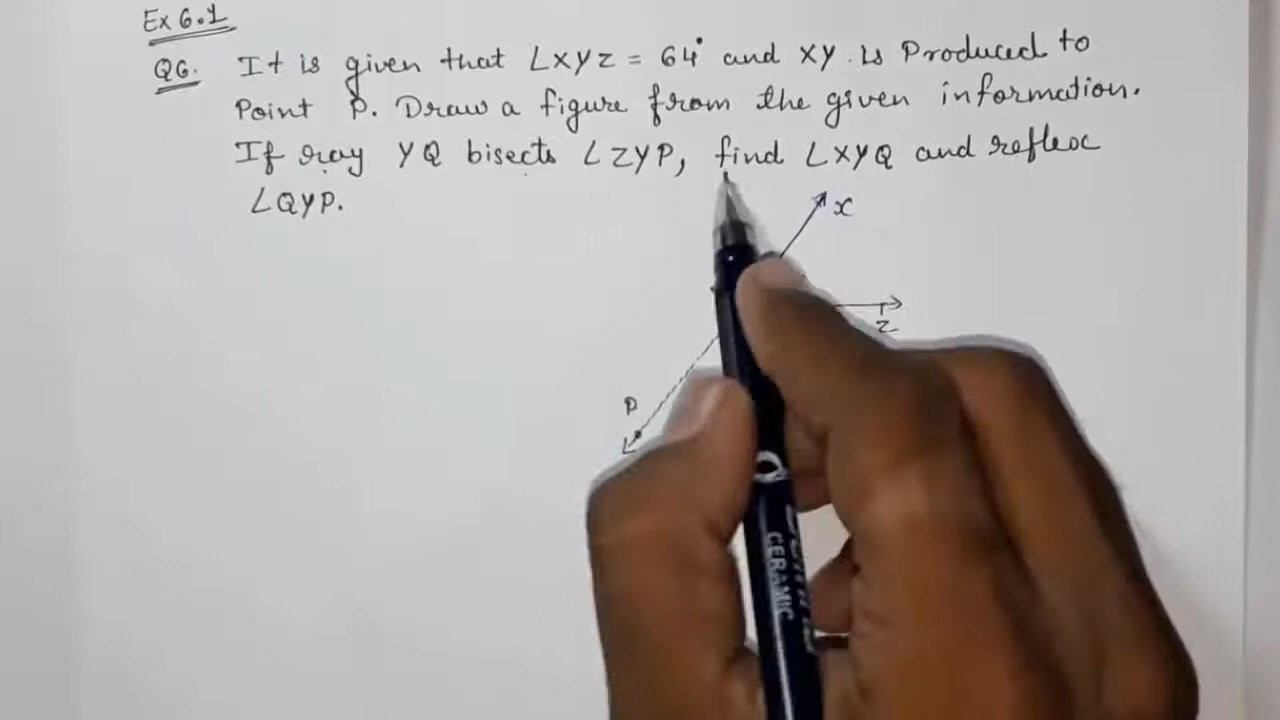 Ex 6.1
Q6. It is given that ∠XYZ = 64° and XY is Produced to
Point P. Draw a figure from the given information.
If ray YQ bisects ∠ZYP, find ∠XYQ and reflex
∠QYP.
X
Z
P
CERAMIC